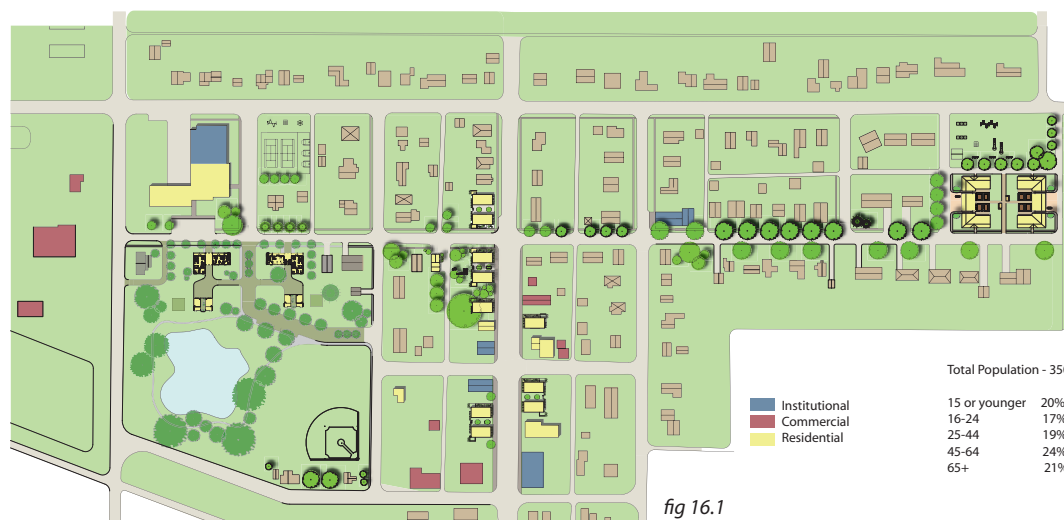 Total Population - 350
Institutional
Commercial
Residential
15 or younger 20%
16-24 17%
25-44 19%
45-64 24%
65+ 21%
fig 16.1